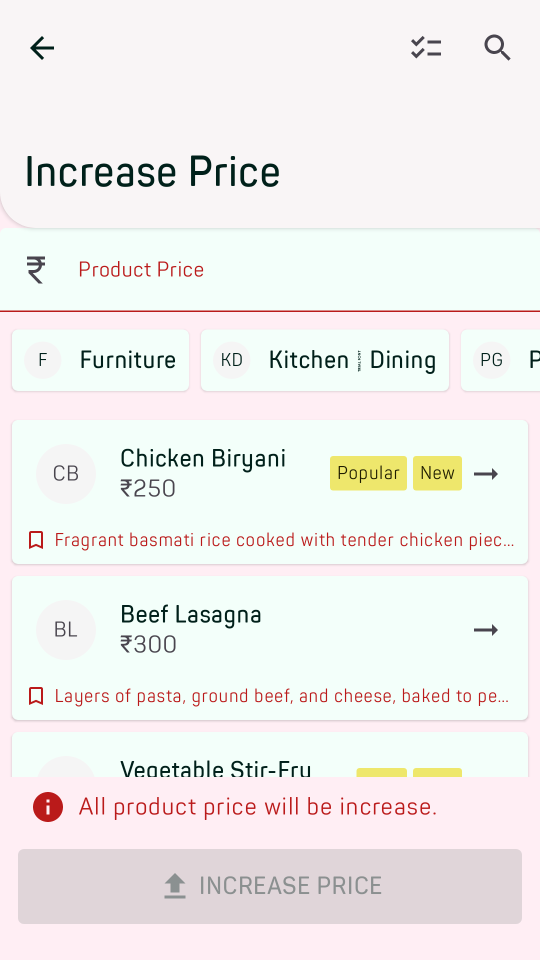 Increase Price
₹ Product Price
F Furniture KD Kitchen Dining PG P
CB Chicken Biryani
₹250
Popular New
Fragrant basmati rice cooked with tender chicken piec...
BL Beef Lasagna
₹300
Layers of pasta, ground beef, and cheese, baked to pe...
Vegetable Stir-Fry
All product price will be increase.
INCREASE PRICE